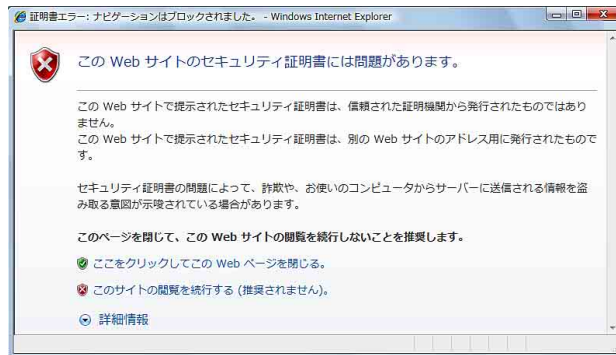 証明書エラー: ナビゲーションはブロックされました。 - Windows Internet Explorer
この Web サイトのセキュリティ証明書には問題があります。
この Web サイトで提示されたセキュリティ証明書は、信頼された証明機関から発行されたものではあり
ません。
この Web サイトで提示されたセキュリティ証明書は、別の Web サイトのアドレス用に発行されたもので
す。
セキュリティ証明書の問題によって、詐欺や、お使いのコンピュータからサーバーに送信される情報を盗
み取る意図が示唆されている場合があります。
このページを閉じて、この Web サイトの閲覧を続行しないことを推奨します。
ここをクリックしてこの Web ページを閉じる。
このサイトの閲覧を続行する (推奨されません)。
詳細情報